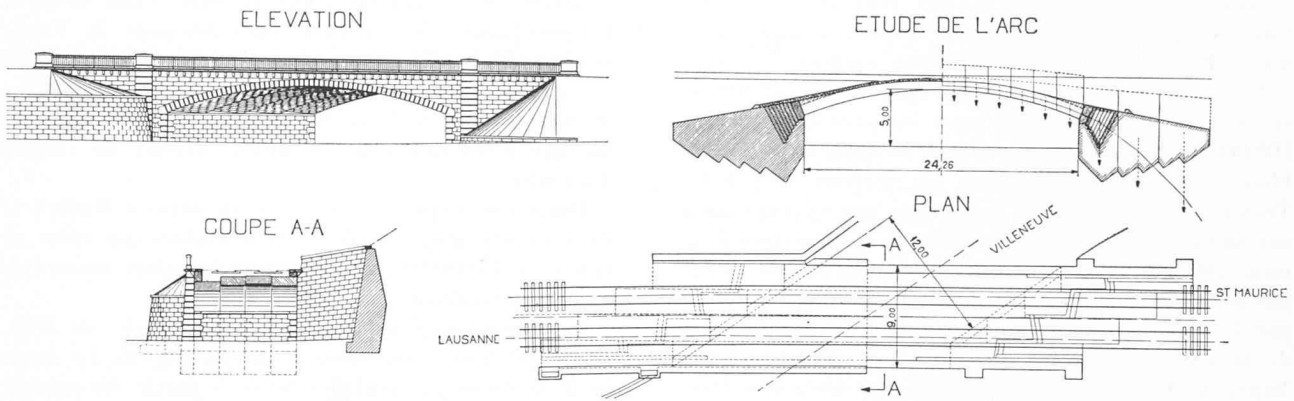 ELEVATION
ETUDE DE L'ARC
5,00
24,26
COUPE A-A
PLAN
A
12,00
VILLENEUVE
9,00
ST MAURICE
LAUSANNE
A